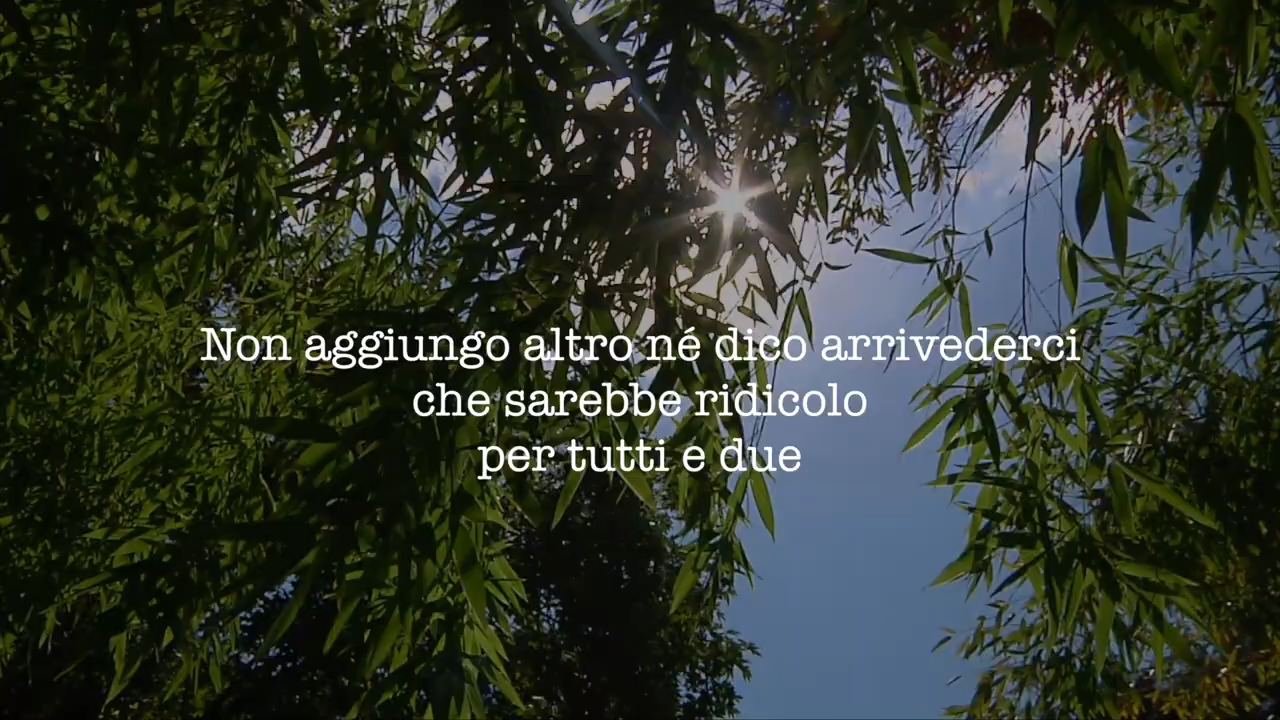 Non aggiungo altro né dico arrivederci
che sarebbe ridicolo
per tutti e due